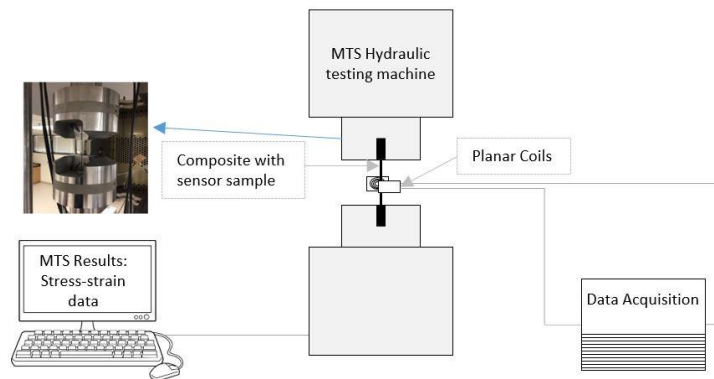 MTS Hydraulic
testing machine
Composite with
sensor sample
Planar Coils
MTS Results:
Stress-strain
data
Data Acquisition